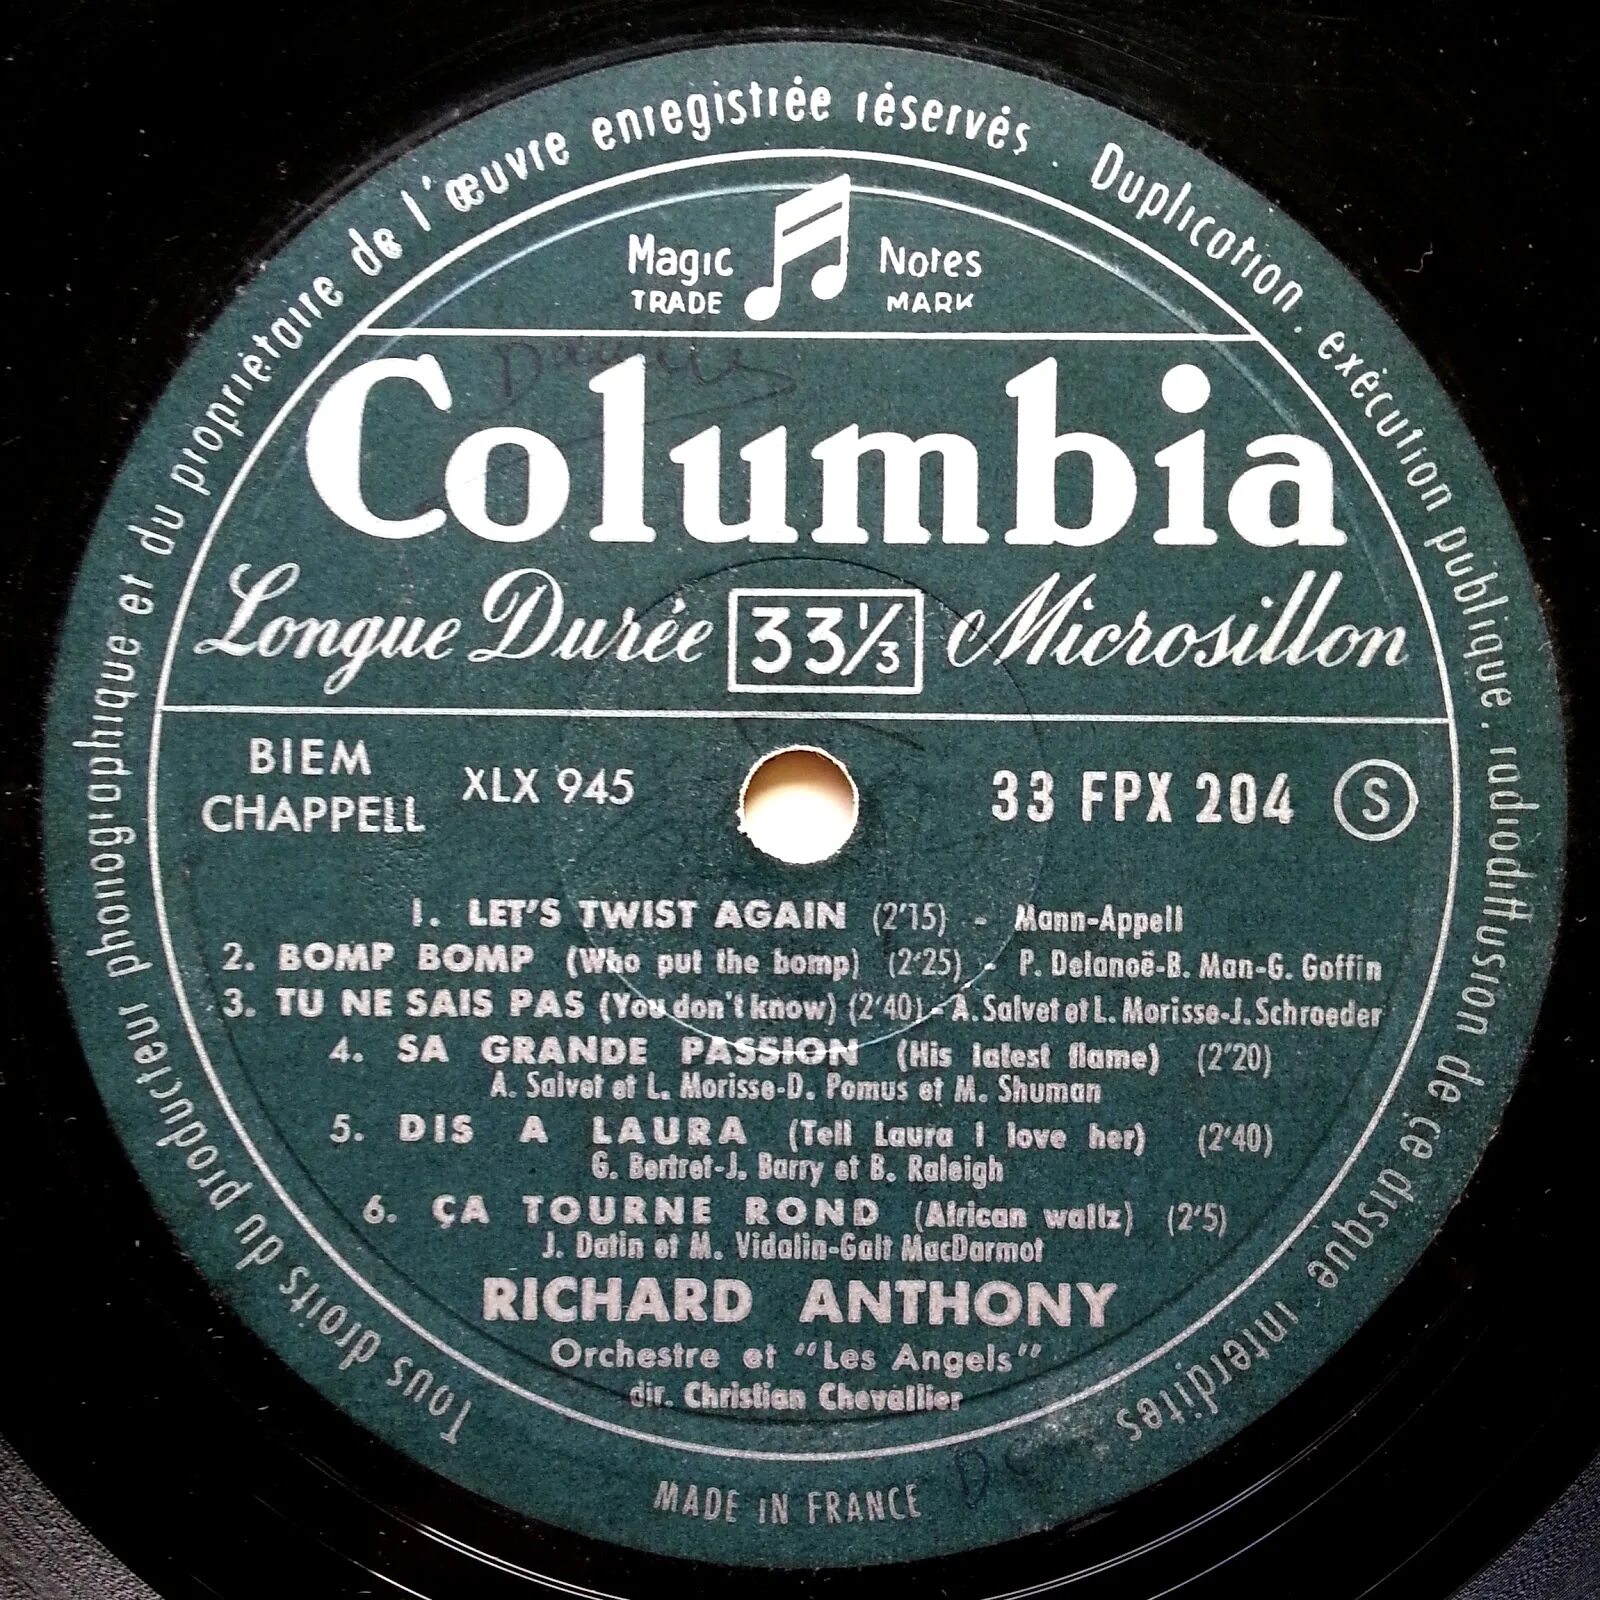 Tous droits du producteur phonographique et du propriétaire de l'œuvre enregistrée réservés. Duplication. exécution publique. radiodiffusion de ce disque interdites
Magic Notes
TRADE MARK
Columbia
Longue Durée 33 1/3 Microsillon
BIEM
CHAPPELL
XLX 945
33 FPX 204 S
1. LET'S TWIST AGAIN (2'15) - Mann-Appell
2. BOMP BOMP (Who put the bomp) (2'25) - P. Delanoë-B. Man-G. Goffin
3. TU NE SAIS PAS (You don't know) (2'40) - A. Salvet et L. Morisse-J. Schroeder
4. SA GRANDE PASSION (His latest flame) (2'20)
A. Salvet et L. Morisse-D. Pomus et M. Shuman
5. DIS A LAURA (Tell Laura I love her) (2'40)
G. Bertret-J. Barry et B. Raleigh
6. ÇA TOURNE ROND (African waltz) (2'5)
J. Datin et M. Vidalin-Galt MacDarmot
RICHARD ANTHONY
Orchestre et "Les Angels"
dir. Christian Chevallier
MADE IN FRANCE